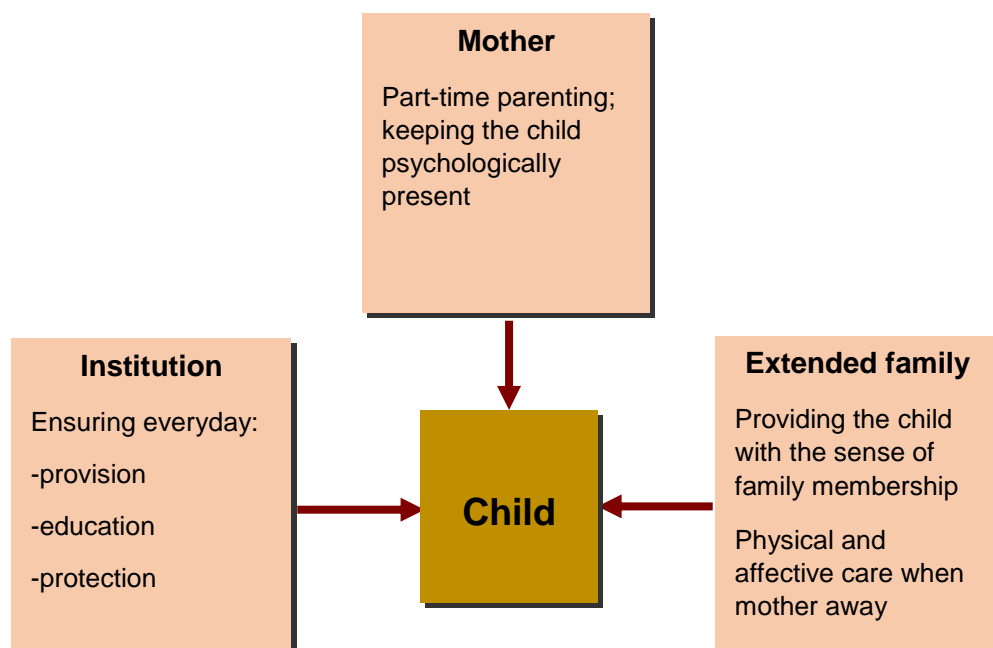 Mother
Part-time parenting;
keeping the child
psychologically
present
Institution
Ensuring everyday:
-provision
-education
-protection
Child
Extended family
Providing the child
with the sense of
family membership
Physical and
affective care when
mother away